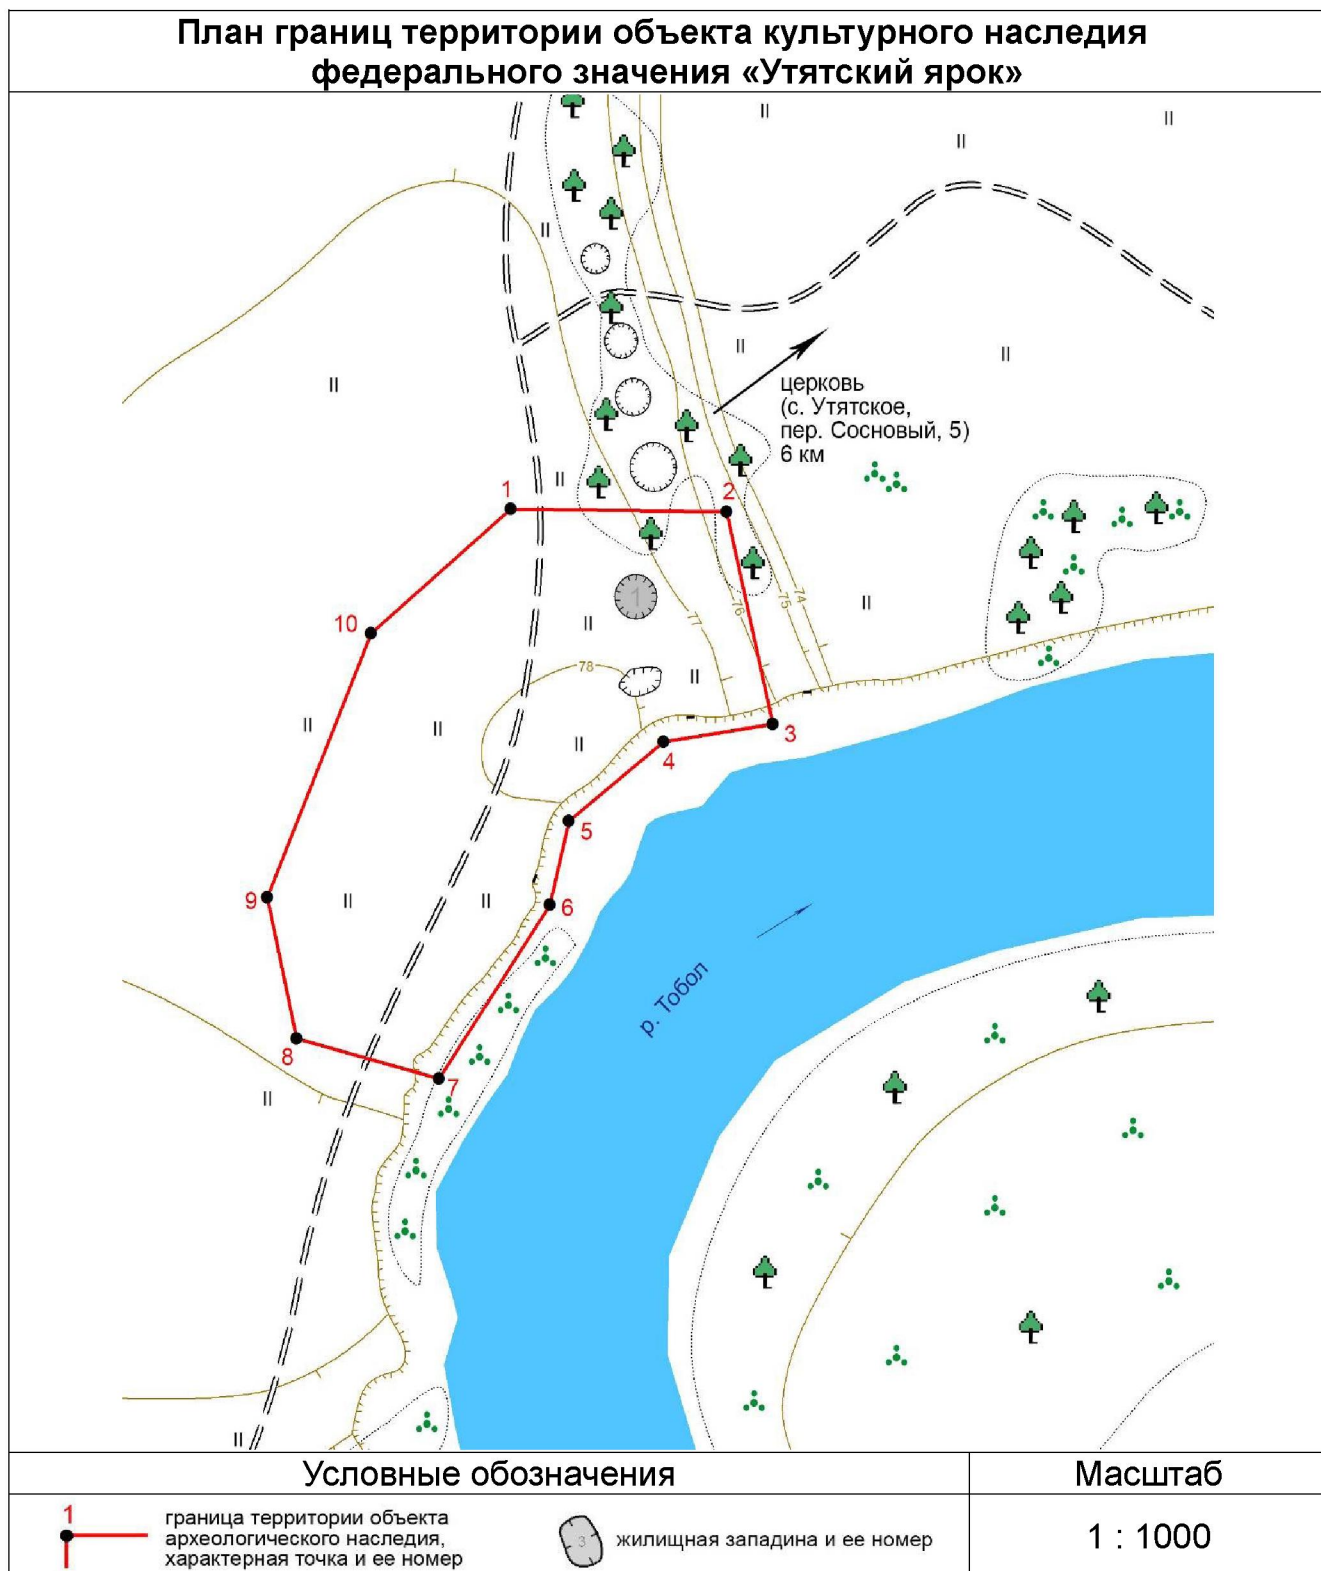 План границ территории объекта культурного наследия
федерального значения «Утятский ярок»
церковь
(с. Утятское,
пер. Сосновый, 5)
6 км
1
2
10
1
77
76
75
74
78
3
4
5
9
6
р. Тобол
8
7
Условные обозначения
Масштаб
1
граница территории объекта
археологического наследия,
характерная точка и ее номер
3
жилищная западина и ее номер
1 : 1000